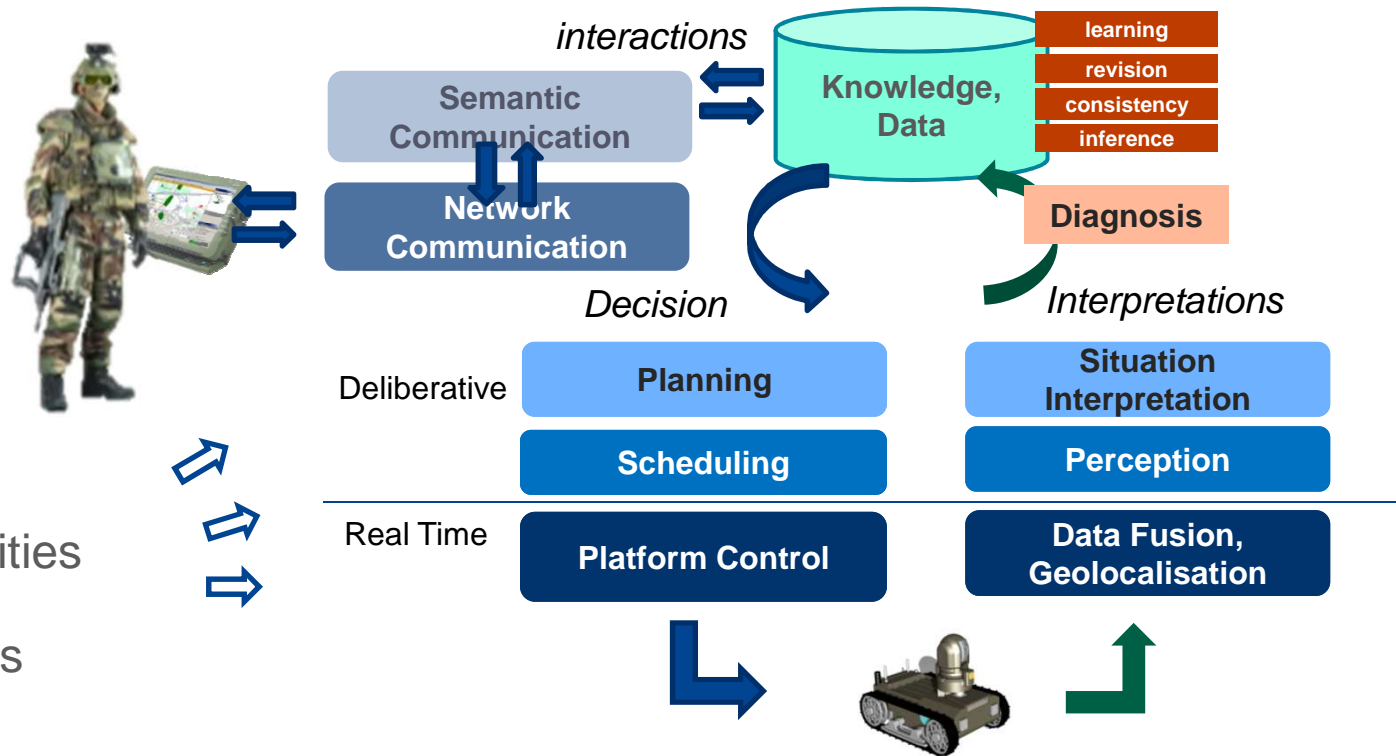 interactions
learning
revision
consistency
inference
Knowledge,
Data
Semantic
Communication
Network
Communication
Diagnosis
Decision
Interpretations
Deliberative
Planning
Situation
Interpretation
Scheduling
Perception
Real Time
Platform Control
Data Fusion,
Geolocalisation
ities
s